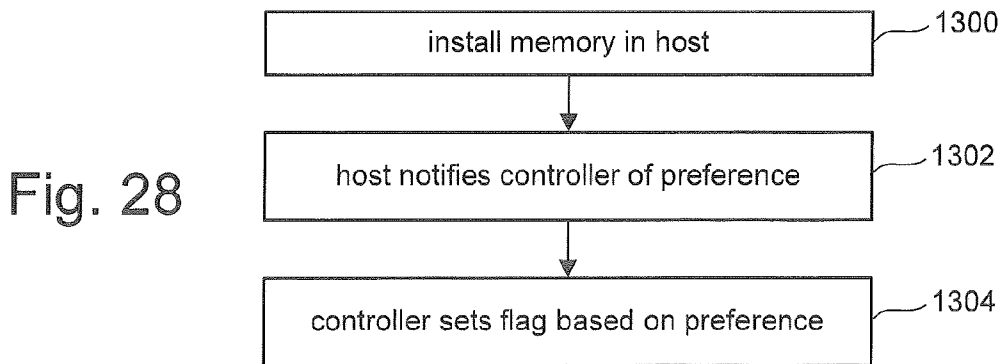 install memory in host
1300
host notifies controller of preference
1302
Fig. 28
controller sets flag based on preference
1304